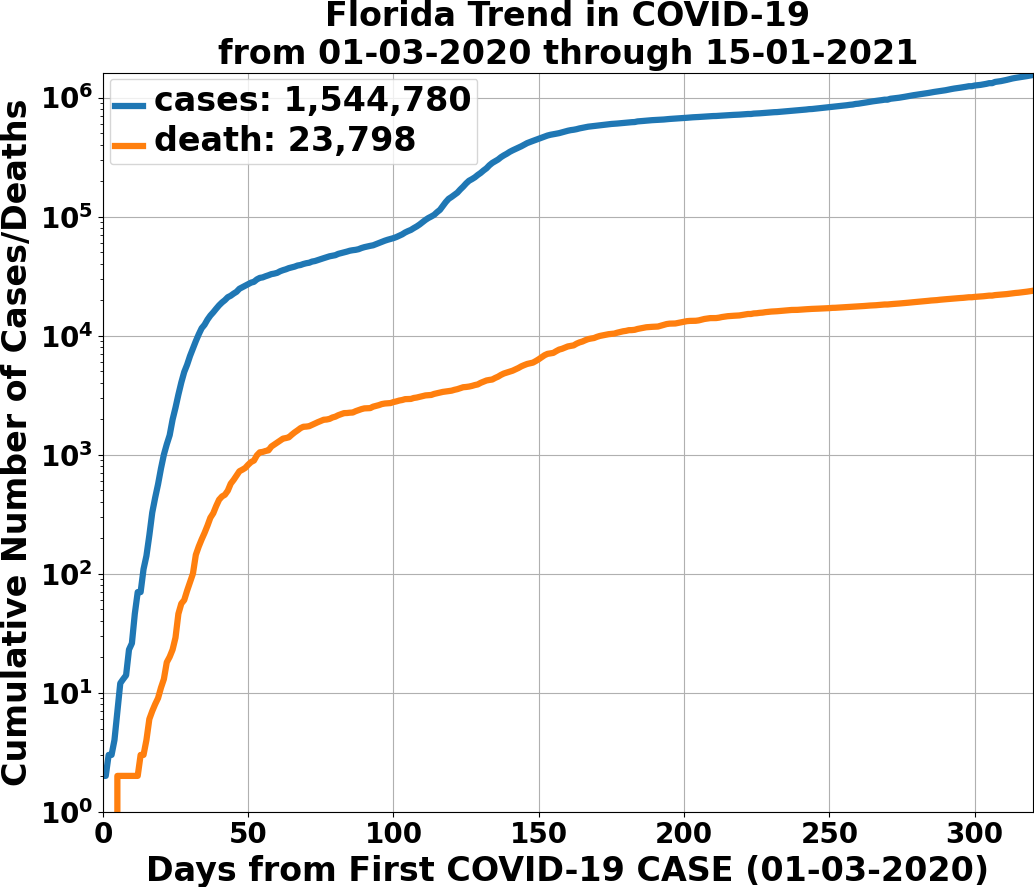 Florida Trend in COVID-19
from 01-03-2020 through 15-01-2021
cases: 1,544,780
death: 23,798
Cumulative Number of Cases/Deaths
10⁶
10⁵
10⁴
10³
10²
10¹
10⁰
0 50 100 150 200 250 300
Days from First COVID-19 CASE (01-03-2020)